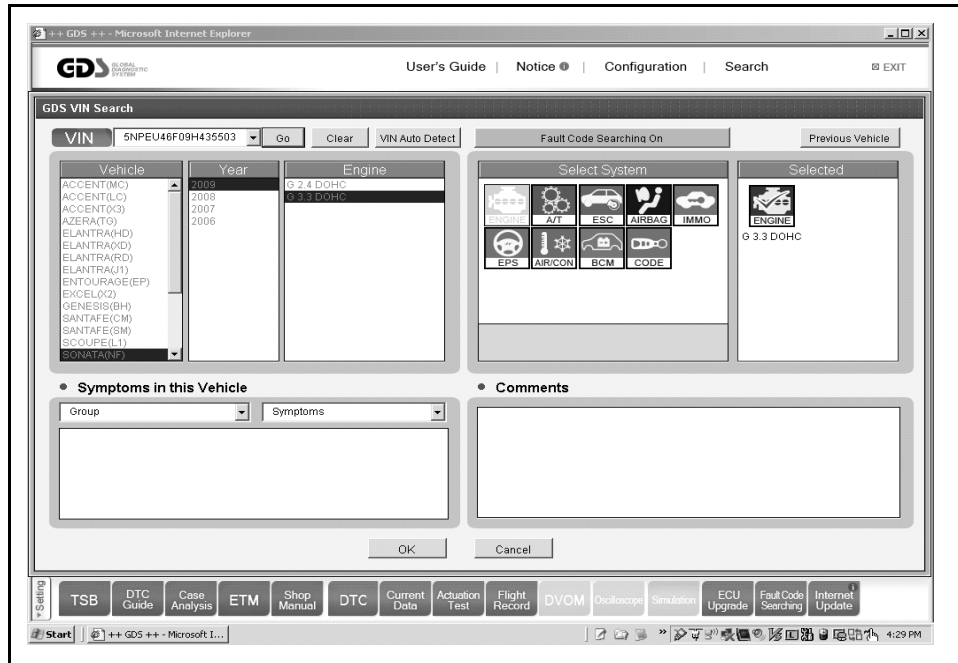 ++ GDS ++ - Microsoft Internet Explorer
GDS GLOBAL DIAGNOSTIC SYSTEM
User's Guide | Notice | Configuration | Search
EXIT
GDS VIN Search
VIN 5NPEU46F09H435503 Go Clear VIN Auto Detect Fault Code Searching On Previous Vehicle
Vehicle
ACCENT(MC)
ACCENT(LC)
ACCENT(X3)
AZERA(TG)
ELANTRA(HD)
ELANTRA(XD)
ELANTRA(RD)
ELANTRA(J1)
ENTOURAGE(EP)
EXCEL(X2)
GENESIS(BH)
SANTAFE(CM)
SANTAFE(SM)
SCOUPE(L1)
SONATA(NF)
Year
2009
2008
2007
2006
Engine
G 2.4 DOHC
G 3.3 DOHC
Select System
ENGINE A/T ESC AIRBAG IMMO
EPS AIR/CON BCM CODE
Selected
ENGINE
G 3.3 DOHC
Symptoms in this Vehicle
Group Symptoms
Comments
OK Cancel
Setting
TSB
DTC Guide
Case Analysis
ETM
Shop Manual
DTC
Current Data
Actuation Test
Flight Record
DVOM
Oscilloscope
Simulation
ECU Upgrade
Fault Code Searching
Internet Update
Start ++ GDS ++ - Microsoft I... 4:29 PM